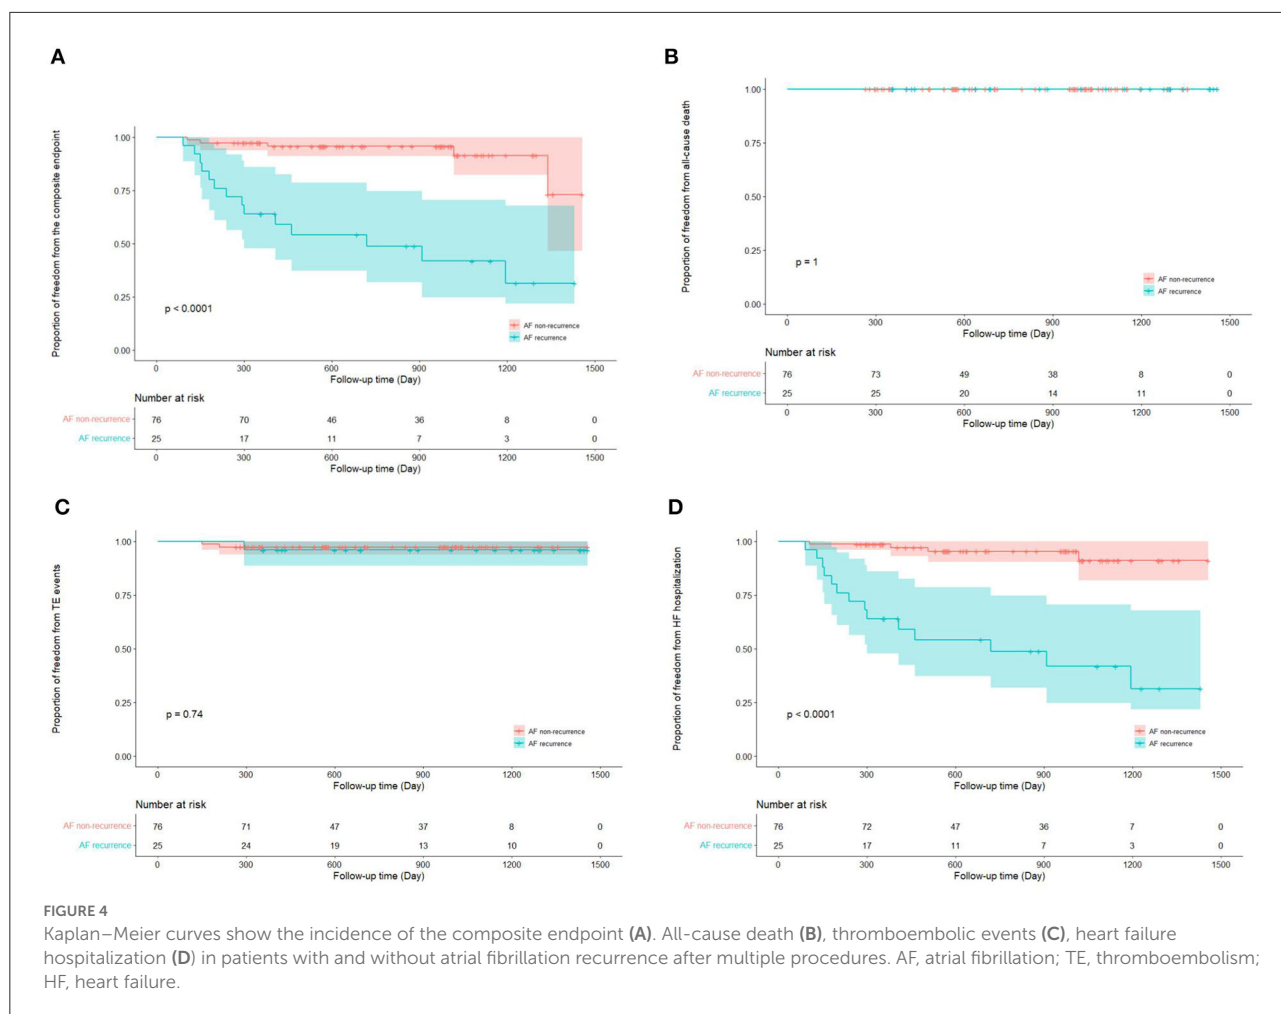 A
Proportion of freedom from the composite endpoint
1.00
0.75
0.50
0.25
0.00
p < 0.0001
AF non-recurrence
AF recurrence
0 300 600 900 1200 1500
Follow-up time (Day)
Number at risk
AF non-recurrence 76 70 46 36 8 0
AF recurrence 25 17 11 7 3 0
0 300 600 900 1200 1500
Follow-up time (Day)
B
Proportion of freedom from all-cause death
1.00
0.75
0.50
0.25
0.00
p = 1
AF non-recurrence
AF recurrence
0 300 600 900 1200 1500
Follow-up time (Day)
Number at risk
AF non-recurrence 76 73 49 38 8 0
AF recurrence 25 25 20 14 11 0
0 300 600 900 1200 1500
Follow-up time (Day)
C
Proportion of freedom from TE events
1.00
0.75
0.50
0.25
0.00
p = 0.74
AF non-recurrence
AF recurrence
0 300 600 900 1200 1500
Follow-up time (Day)
Number at risk
AF non-recurrence 76 71 47 37 8 0
AF recurrence 25 24 19 13 10 0
0 300 600 900 1200 1500
Follow-up time (Day)
D
Proportion of freedom from HF hospitalization
1.00
0.75
0.50
0.25
0.00
p < 0.0001
AF non-recurrence
AF recurrence
0 300 600 900 1200 1500
Follow-up time (Day)
Number at risk
AF non-recurrence 76 72 47 36 7 0
AF recurrence 25 17 11 7 3 0
0 300 600 900 1200 1500
Follow-up time (Day)
FIGURE 4
Kaplan–Meier curves show the incidence of the composite endpoint (A). All-cause death (B), thromboembolic events (C), heart failure
hospitalization (D) in patients with and without atrial fibrillation recurrence after multiple procedures. AF, atrial fibrillation; TE, thromboembolism;
HF, heart failure.